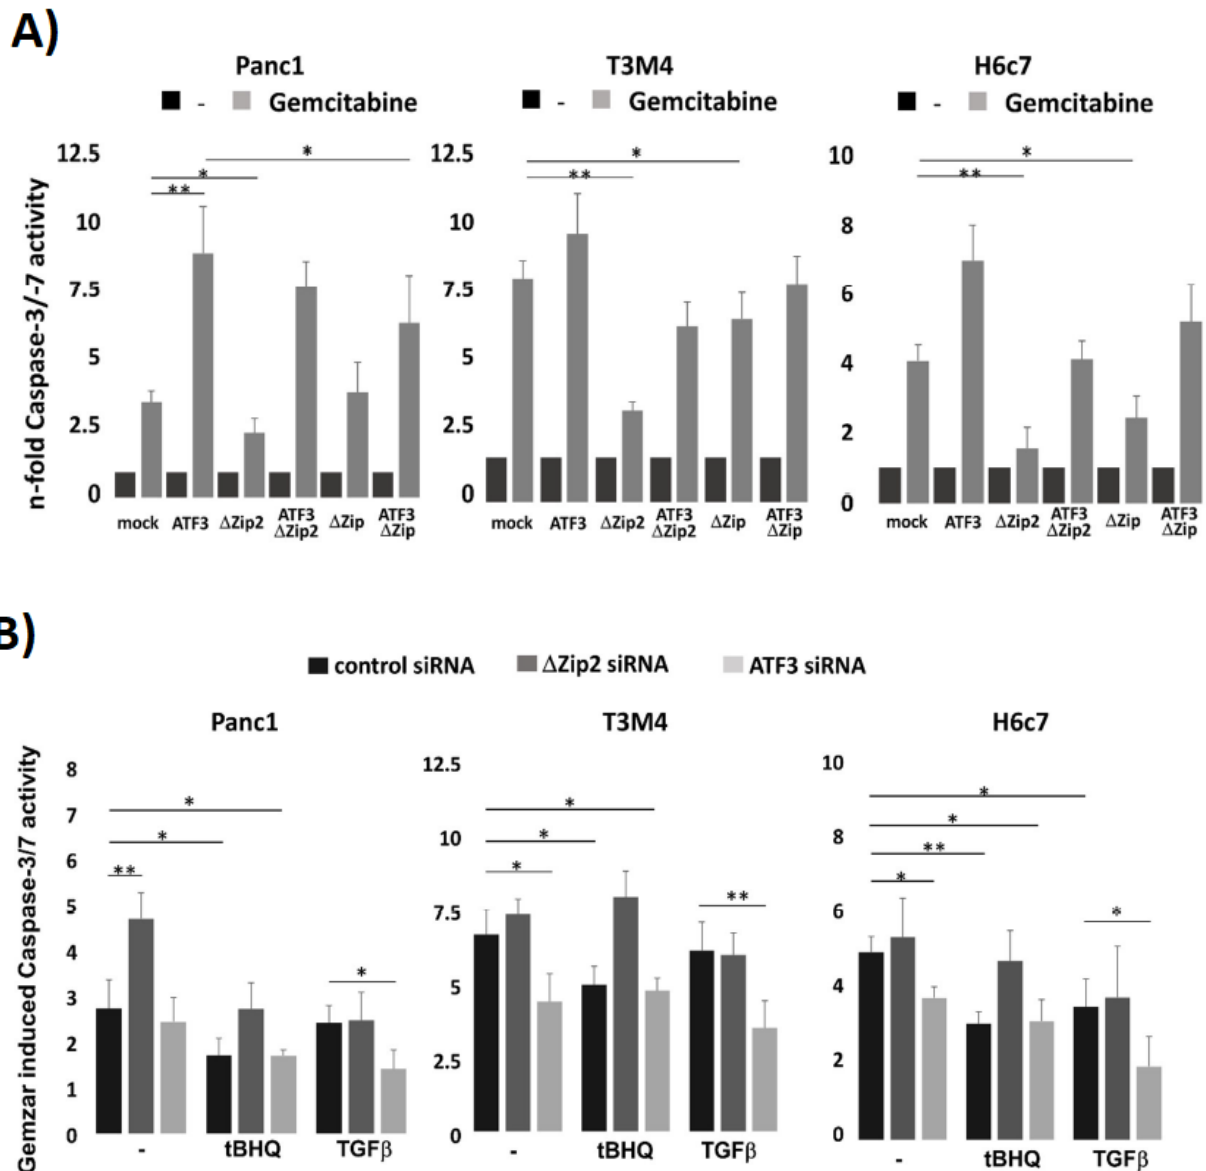 A)
Panc1
- Gemcitabine
T3M4
- Gemcitabine
H6c7
- Gemcitabine
n-fold Caspase-3/-7 activity
12.5
10
7.5
5
2.5
0
*
*
**
mock ATF3 ΔZip2 ATF3 ΔZip2 ΔZip ATF3 ΔZip
12.5
10
7.5
5
2.5
0
*
**
mock ATF3 ΔZip2 ATF3 ΔZip2 ΔZip ATF3 ΔZip
10
8
6
4
2
0
*
**
mock ATF3 ΔZip2 ATF3 ΔZip2 ΔZip ATF3 ΔZip
B)
control siRNA ΔZip2 siRNA ATF3 siRNA
Panc1
T3M4
H6c7
Gemzar induced Caspase-3/7 activity
8
7
6
5
4
3
2
1
0
*
*
**
*
- tBHQ TGFβ
12.5
10
7.5
5
2.5
0
*
*
*
**
- tBHQ TGFβ
10
8
6
4
2
0
*
*
**
*
*
- tBHQ TGFβ